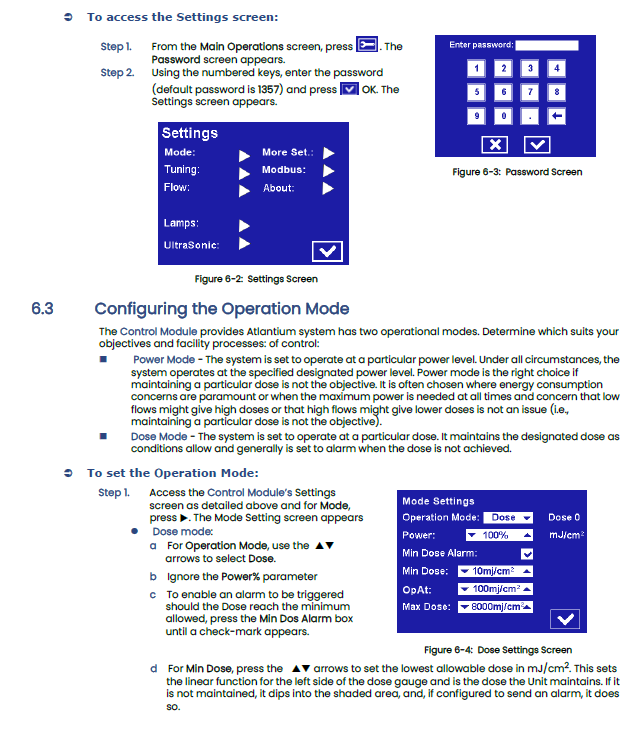 ➲ To access the Settings screen:
Step 1. From the Main Operations screen, press . The
Password screen appears.
Step 2. Using the numbered keys, enter the password
(default password is 1357) and press OK. The
Settings screen appears.
Enter password:
1 2 3 4
5 6 7 8
9 0 . ←
Figure 6-3: Password Screen
Settings
Mode: ▶ More Set.: ▶
Tuning: ▶ Modbus: ▶
Flow: ▶ About: ▶
Lamps: ▶
UltraSonic: ▶
Figure 6-2: Settings Screen
6.3 Configuring the Operation Mode
The Control Module provides Atlantium system has two operational modes. Determine which suits your
objectives and facility processes: of control:
■ Power Mode - The system is set to operate at a particular power level. Under all circumstances, the
system operates at the specified designated power level. Power mode is the right choice if
maintaining a particular dose is not the objective. It is often chosen where energy consumption
concerns are paramount or when the maximum power is needed at all times and concern that low
flows might give high doses or that high flows might give lower doses is not an issue (i.e.,
maintaining a particular dose is not the objective).
■ Dose Mode - The system is set to operate at a particular dose. It maintains the designated dose as
conditions allow and generally is set to alarm when the dose is not achieved.
➲ To set the Operation Mode:
Step 1. Access the Control Module's Settings
screen as detailed above and for Mode,
press ▶. The Mode Setting screen appears
● Dose mode:
a For Operation Mode, use the ▲▼
arrows to select Dose.
b Ignore the Power% parameter
c To enable an alarm to be triggered
should the Dose reach the minimum
allowed, press the Min Dos Alarm box
until a check-mark appears.
Mode Settings
Operation Mode: Dose ▼ Dose 0
Power: ▼ 100% ▲ mJ/cm²
Min Dose Alarm:
Min Dose: ▼ 10mj/cm² ▲
OpAt: ▼ 100mj/cm² ▲
Max Dose: ▼ 8000mj/cm² ▲
Figure 6-4: Dose Settings Screen
d For Min Dose, press the ▲▼ arrows to set the lowest allowable dose in mJ/cm². This sets
the linear function for the left side of the dose gauge and is the dose the Unit maintains. If it
is not maintained, it dips into the shaded area, and, if configured to send an alarm, it does
so.